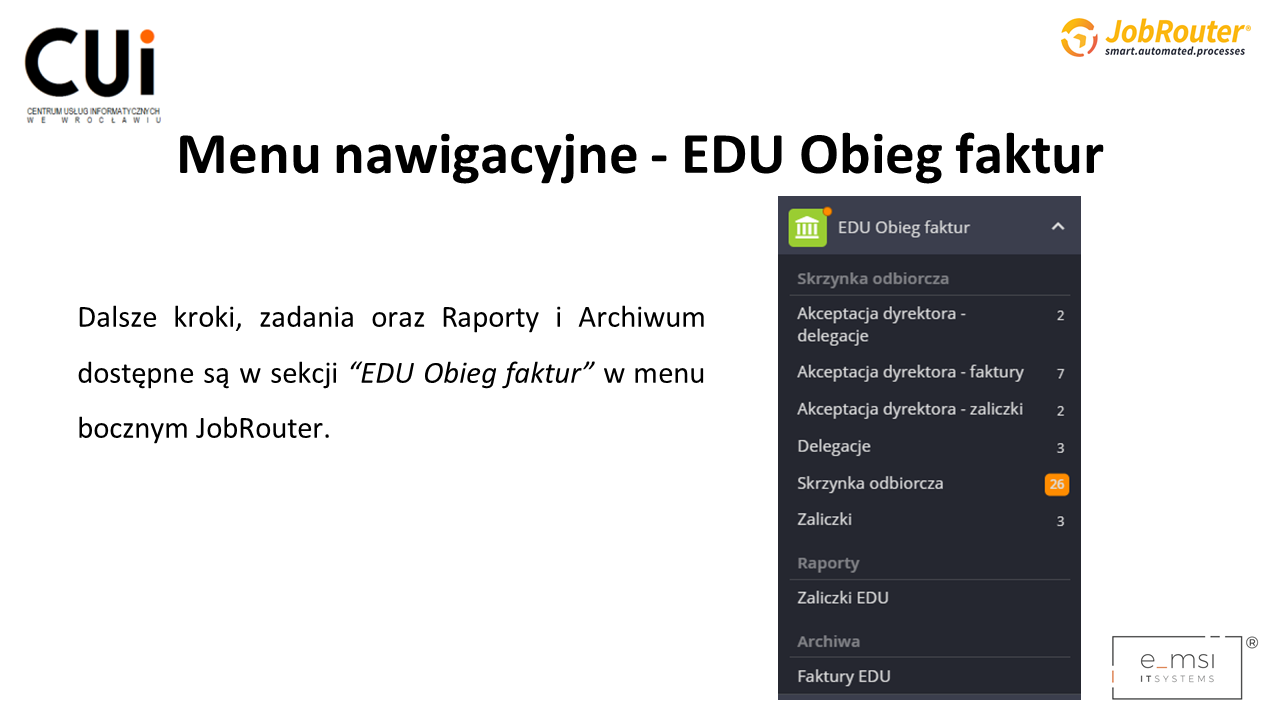 CUi
CENTRUM USŁUG INFORMATYCZNYCH
WE WROCŁAWIU
JobRouter®
smart.automated.processes
Menu nawigacyjne - EDU Obieg faktur
Dalsze kroki, zadania oraz Raporty i Archiwum
dostępne są w sekcji “EDU Obieg faktur” w menu
bocznym JobRouter.
EDU Obieg faktur
Skrzynka odbiorcza
Akceptacja dyrektora - 2
delegacje
Akceptacja dyrektora - faktury 7
Akceptacja dyrektora - zaliczki 2
Delegacje 3
Skrzynka odbiorcza 26
Zaliczki 3
Raporty
Zaliczki EDU
Archiwa
Faktury EDU
e_msi ®
ITSYSTEMS